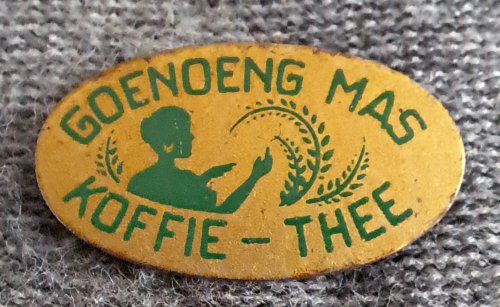 GOENOENG MAS
KOFFIE - THEE